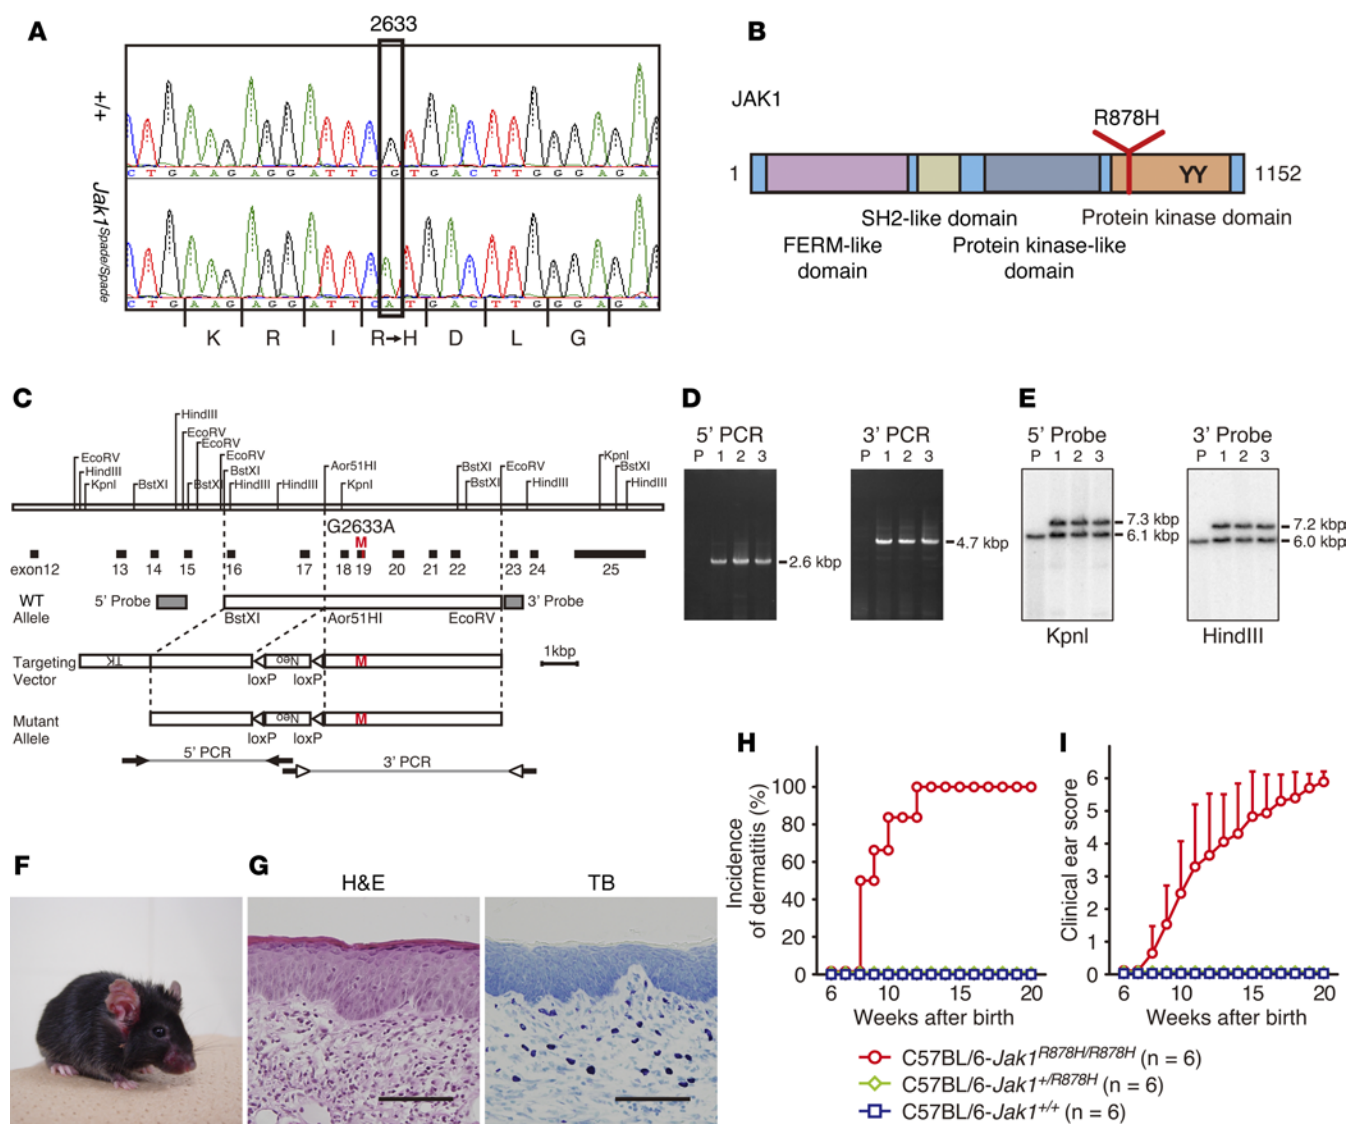 A
2633
+/+
C T G A A G A G G A T T C G T G A C T T G G G A G A
Jak1Spade/Spade
C T G A A G A G G A T T C A T G A C T T G G G A G A
K R I R→H D L G
B
JAK1
R878H
1 YY 1152
SH2-like domain Protein kinase domain
FERM-like domain
Protein kinase-like domain
C
HindIII
EcoRV
EcoRV
EcoRV EcoRV
HindIII BstXI Aor51HI BstXI EcoRV KpnI BstXI
KpnI BstXI BstXI HindIII HindIII KpnI BstXI HindIII HindIII
G2633A
M
exon12 13 14 15 16 17 18 19 20 21 22 23 24 25
WT Allele 5' Probe 3' Probe
BstXI Aor51HI EcoRV
Targeting Vector TK Neo M 1kbp
loxP loxP
Mutant Allele Neo M
loxP loxP
5' PCR
3' PCR
D
5' PCR 3' PCR
P 1 2 3 P 1 2 3
2.6 kbp 4.7 kbp
E
5' Probe 3' Probe
P 1 2 3 P 1 2 3
7.3 kbp 7.2 kbp
6.1 kbp 6.0 kbp
KpnI HindIII
F
G
H&E TB
H
Incidence of dermatitis (%)
100
80
60
40
20
0
6 10 15 20
Weeks after birth
I
Clinical ear score
6
5
4
3
2
1
0
6 10 15 20
Weeks after birth
C57BL/6-Jak1R878H/R878H (n = 6)
C57BL/6-Jak1+/R878H (n = 6)
C57BL/6-Jak1+/+ (n = 6)